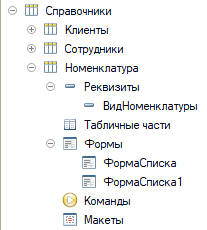 Справочники
Клиенты
Сотрудники
Номенклатура
Реквизиты
ВидНоменклатуры
Табличные части
Формы
ФормаСписка
ФормаСписка1
Команды
Макеты